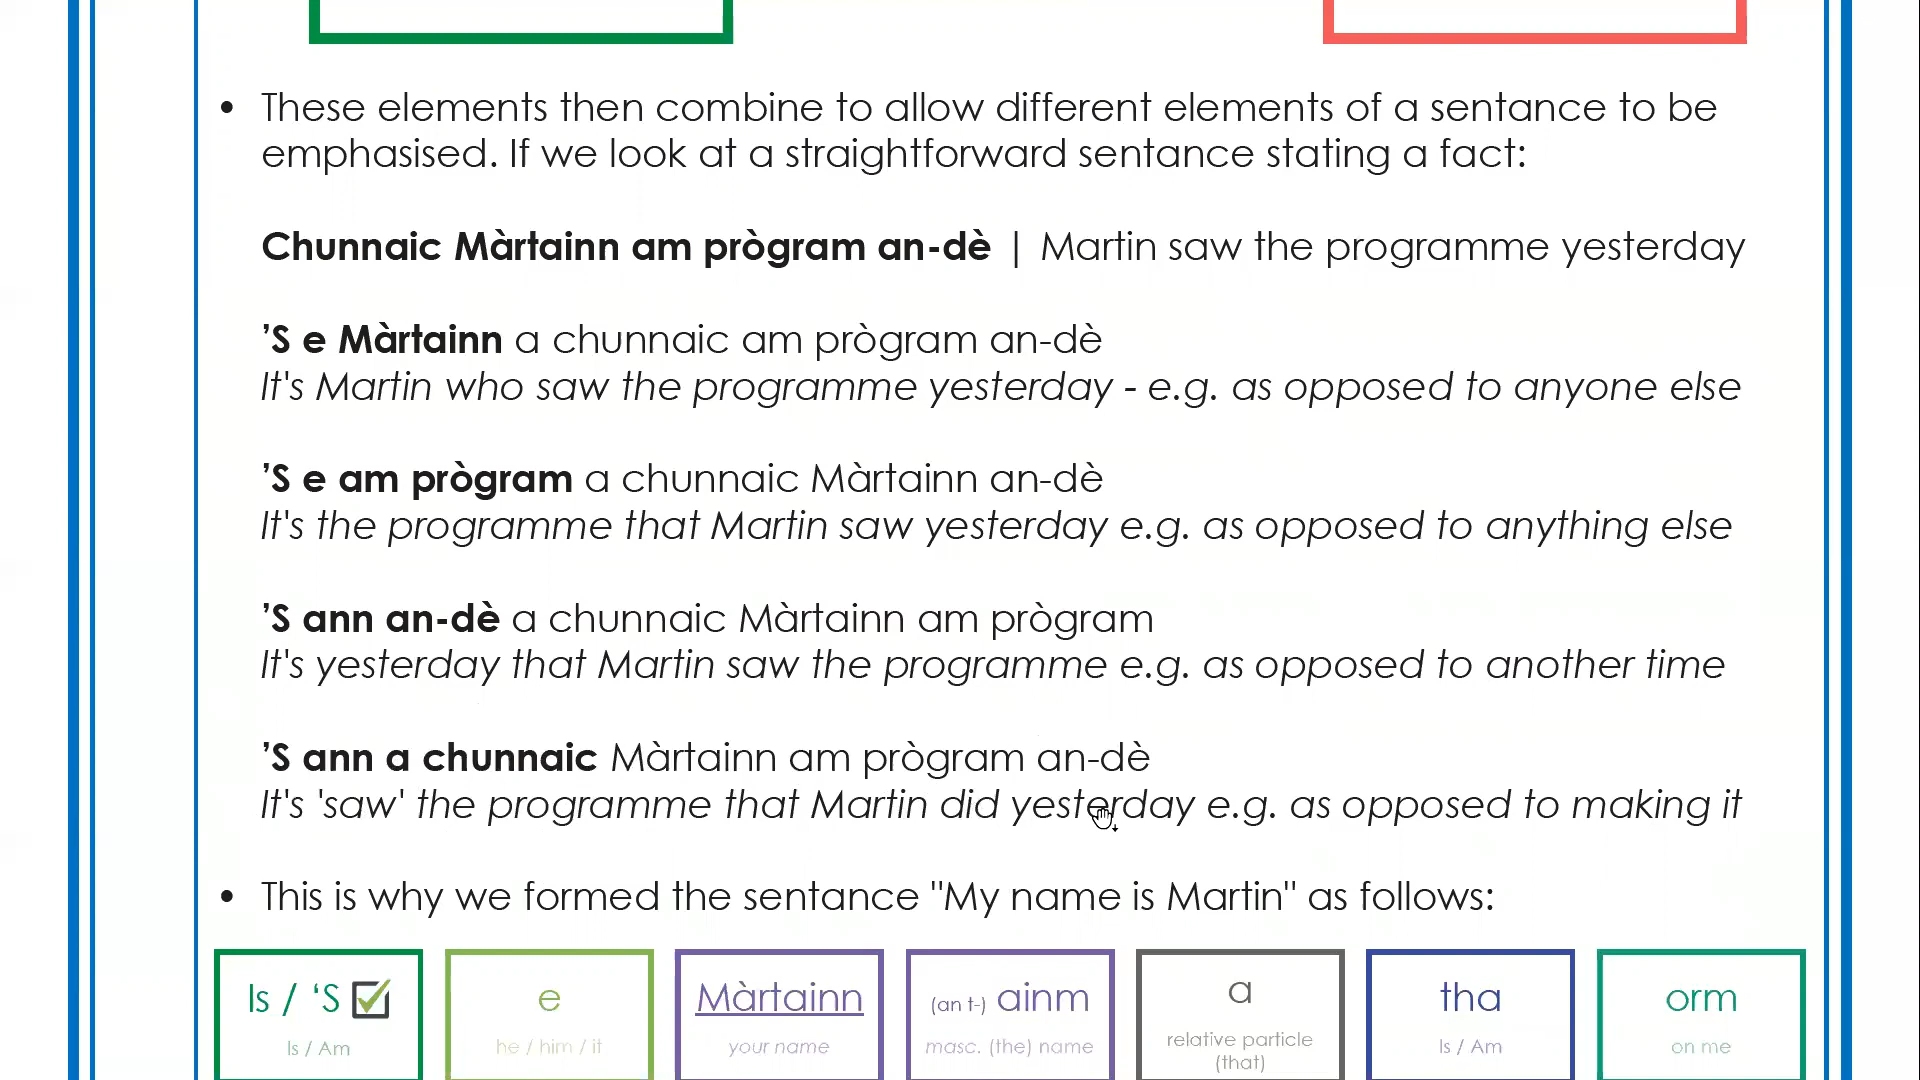 • These elements then combine to allow different elements of a sentence to be
emphasised. If we look at a straightforward sentence stating a fact:
Chunnaic Màrtainn am prògram an-dè | Martin saw the programme yesterday
’S e Màrtainn a chunnaic am prògram an-dè
It's Martin who saw the programme yesterday - e.g. as opposed to anyone else
’S e am prògram a chunnaic Màrtainn an-dè
It's the programme that Martin saw yesterday e.g. as opposed to anything else
’S ann an-dè a chunnaic Màrtainn am prògram
It's yesterday that Martin saw the programme e.g. as opposed to another time
’S ann a chunnaic Màrtainn am prògram an-dè
It's 'saw' the programme that Martin did yesterday e.g. as opposed to making it
• This is why we formed the sentence "My name is Martin" as follows:
Is / ‘S
Is / Am
e
he / him / it
Màrtainn
your name
(an t-) ainm
masc. (the) name
a
relative particle
(that)
tha
Is / Am
orm
on me